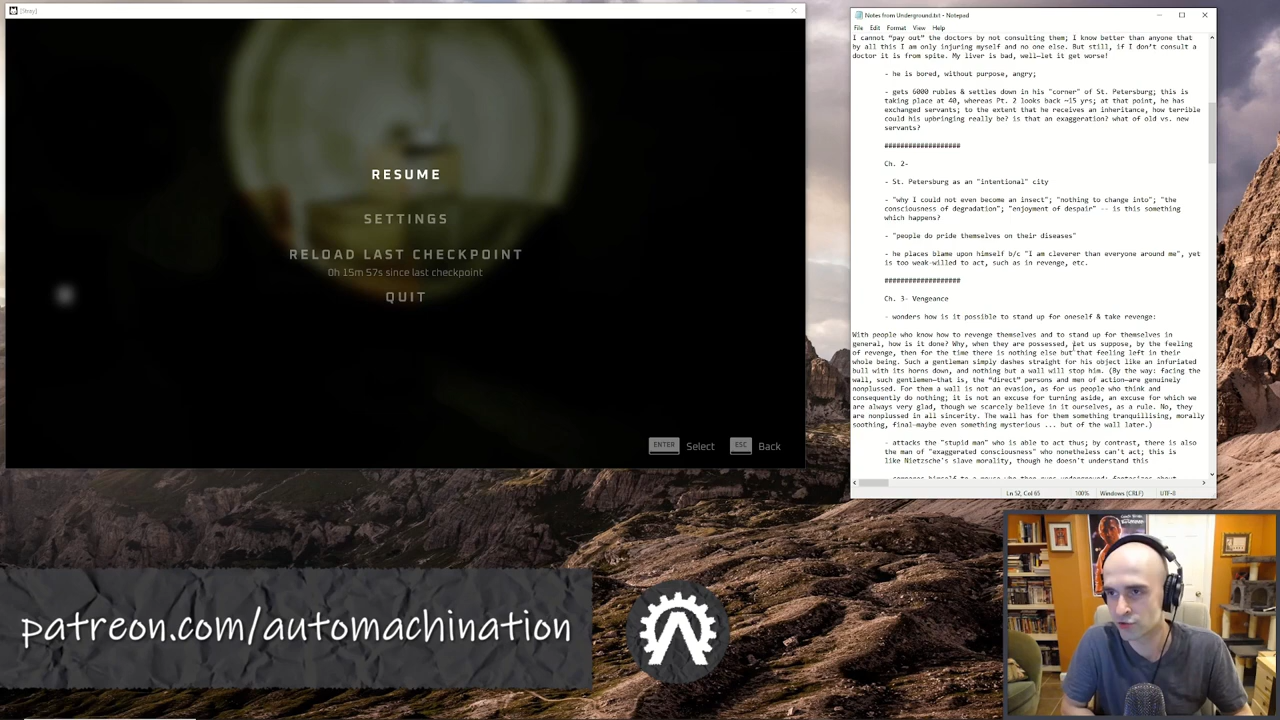 [Stray]
RESUME
SETTINGS
RELOAD LAST CHECKPOINT
0h 15m 57s since last checkpoint
QUIT
ENTER Select ESC Back
Notes from Underground.txt - Notepad
File Edit Format View Help
I cannot “pay out” the doctors by not consulting them; I know better than anyone that
by all this I am only injuring myself and no one else. But still, if I don’t consult a
doctor it is from spite. My liver is bad, well—let it get worse!
- he is bored, without purpose, angry;
- gets 6000 rubles & settles down in his "corner" of St. Petersburg; this is
taking place at 40, whereas Pt. 2 looks back ~15 yrs; at that point, he has
exchanged servants; to the extent that he receives an inheritance, how terrible
could his upbringing really be? is that an exaggeration? what of old vs. new
servants?
###################
Ch. 2-
- St. Petersburg as an "intentional" city
- "why I could not even become an insect"; "nothing to change into"; "the
consciousness of degradation"; "enjoyment of despair" -- is this something
which happens?
- "people do pride themselves on their diseases"
- he places blame upon himself b/c "I am cleverer than everyone around me", yet
is too weak-willed to act, such as in revenge, etc.
###################
Ch. 3- Vengeance
- wonders how is it possible to stand up for oneself & take revenge:
With people who know how to revenge themselves and to stand up for themselves in
general, how is it done? Why, when they are possessed, let us suppose, by the feeling
of revenge, then for the time there is nothing else but that feeling left in their
whole being. Such a gentleman simply dashes straight for his object like an infuriated
bull with its horns down, and nothing but a wall will stop him. (By the way: facing the
wall, such gentlemen—that is, the “direct” persons and men of action—are genuinely
nonplussed. For them a wall is not an evasion, as for us people who think and
consequently do nothing; it is not an excuse for turning aside, an excuse for which we
are always very glad, though we scarcely believe in it ourselves, as a rule. No, they
are nonplussed in all sincerity. The wall has for them something tranquillising, morally
soothing, final—maybe even something mysterious ... but of the wall later.)
- attacks the "stupid man" who is able to act thus; by contrast, there is also
the man of "exaggerated consciousness" who nonetheless can't act; this is
like Nietzsche's slave morality, though he doesn't understand this
Ln 52, Col 65 100% Windows (CRLF) UTF-8
patreon.com/automachination